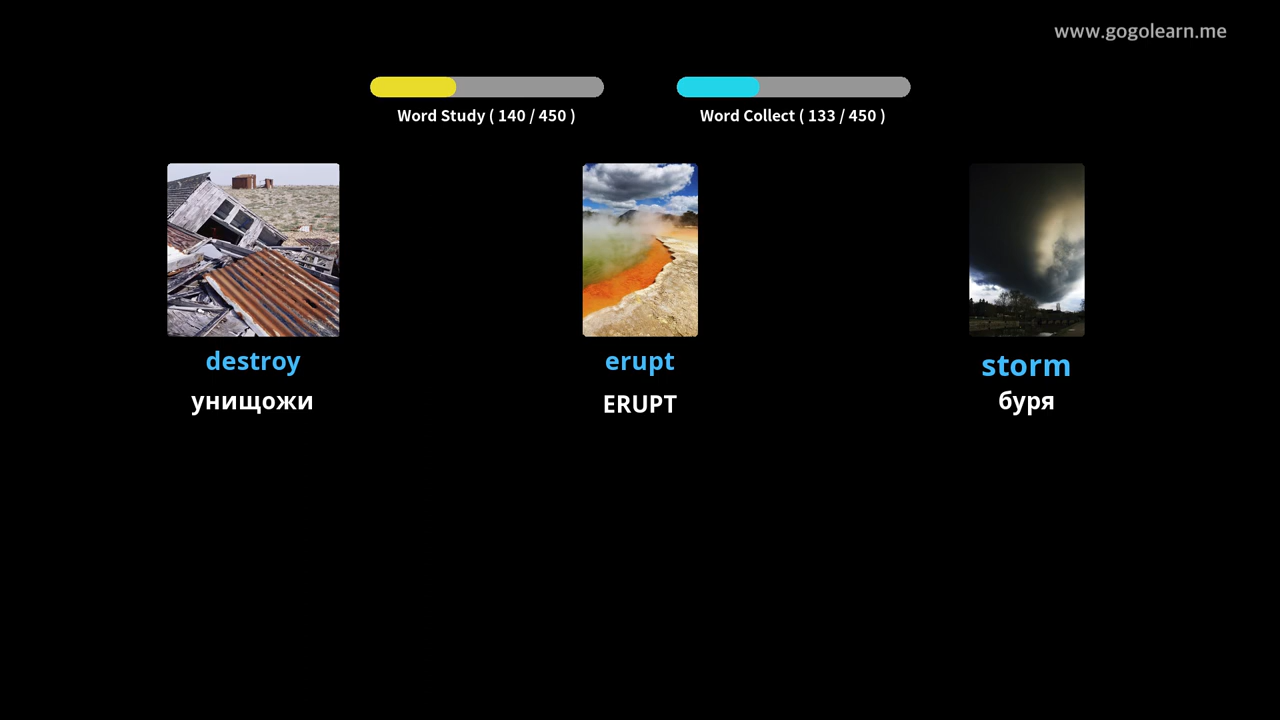 www.gogolearn.me
Word Study ( 140 / 450 )
Word Collect ( 133 / 450 )
destroy
унищожи
erupt
ERUPT
storm
буря